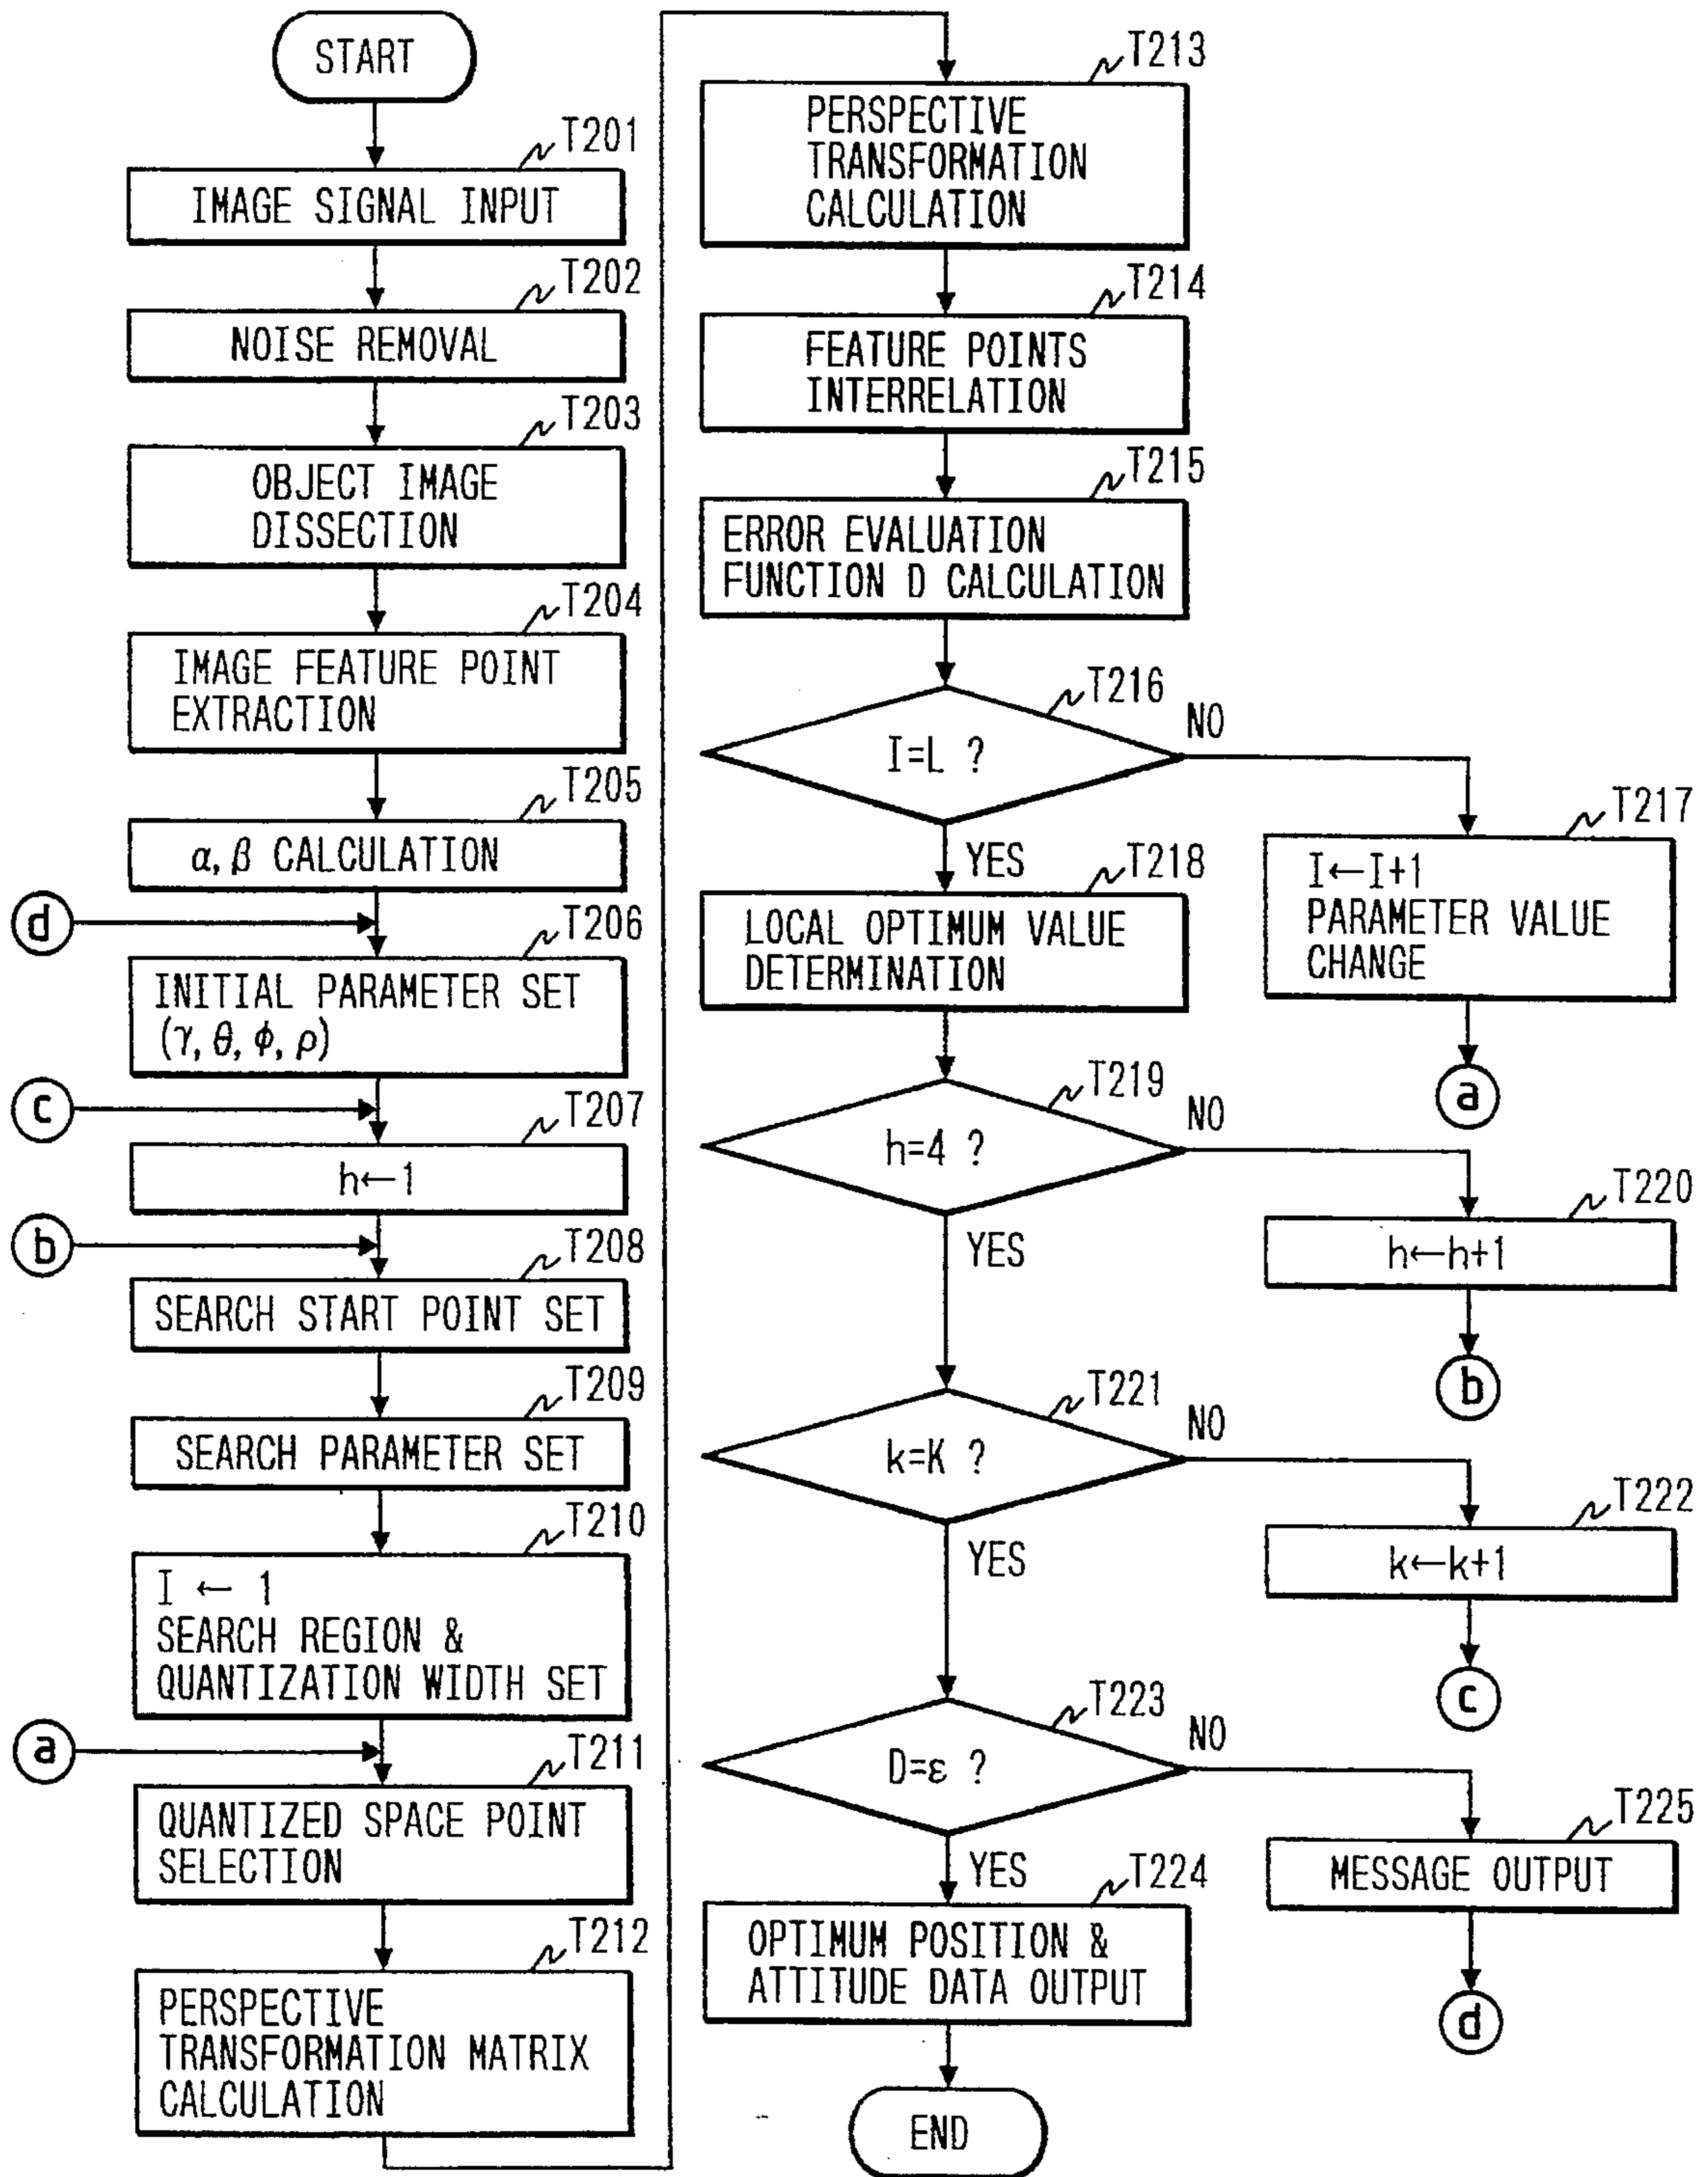 START
T201
IMAGE SIGNAL INPUT
T202
NOISE REMOVAL
T203
OBJECT IMAGE
DISSECTION
T204
IMAGE FEATURE POINT
EXTRACTION
T205
α, β CALCULATION
d
T206
INITIAL PARAMETER SET
(γ, θ, ϕ, ρ)
c
T207
h←1
b
T208
SEARCH START POINT SET
T209
SEARCH PARAMETER SET
T210
I ← 1
SEARCH REGION &
QUANTIZATION WIDTH SET
a
T211
QUANTIZED SPACE POINT
SELECTION
T212
PERSPECTIVE
TRANSFORMATION MATRIX
CALCULATION
T213
PERSPECTIVE
TRANSFORMATION
CALCULATION
T214
FEATURE POINTS
INTERRELATION
T215
ERROR EVALUATION
FUNCTION D CALCULATION
T216
I=L ?
NO
YES
T217
I←I+1
PARAMETER VALUE
CHANGE
a
T218
LOCAL OPTIMUM VALUE
DETERMINATION
T219
h=4 ?
NO
YES
T220
h←h+1
b
T221
k=K ?
NO
YES
T222
k←k+1
c
T223
D=ε ?
NO
YES
T225
MESSAGE OUTPUT
d
T224
OPTIMUM POSITION &
ATTITUDE DATA OUTPUT
END